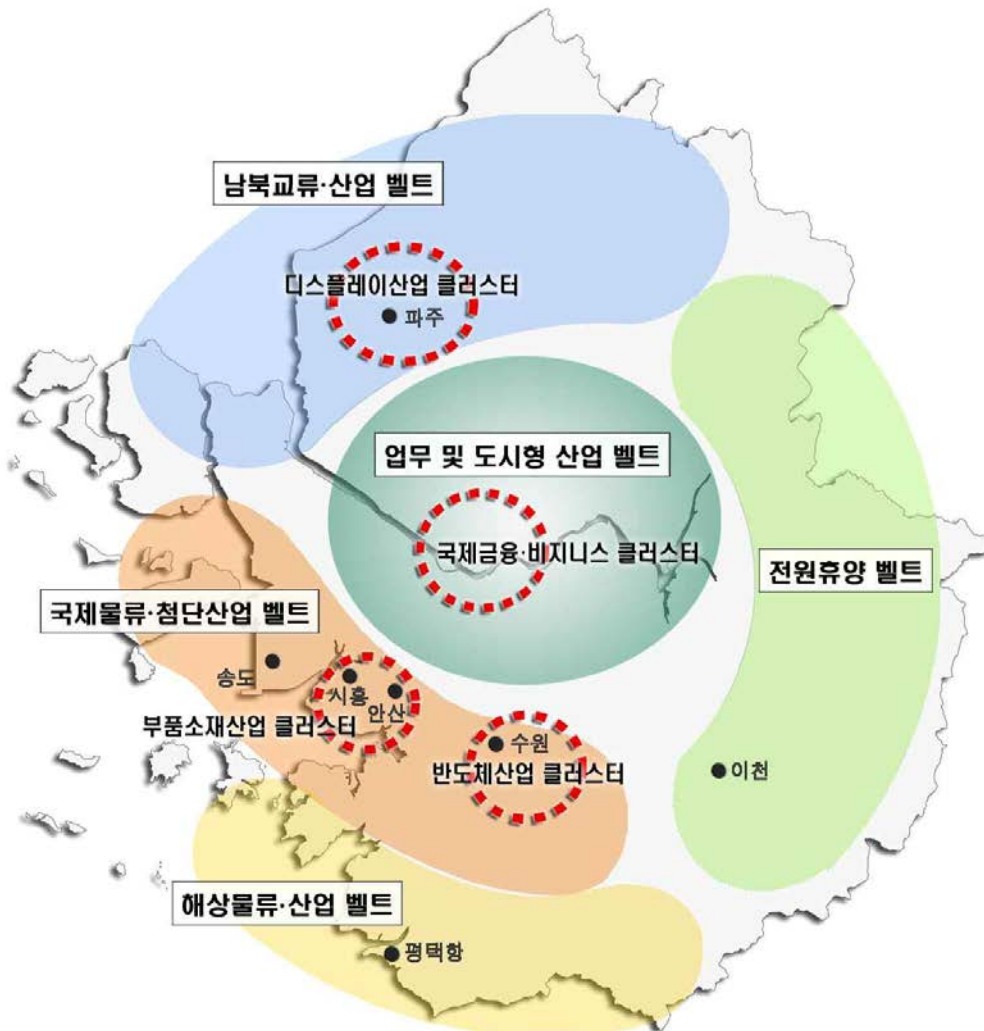 남북교류·산업 벨트
디스플레이산업 클러스터
파주
업무 및 도시형 산업 벨트
국제금융·비지니스 클러스터
전원휴양 벨트
국제물류·첨단산업 벨트
송도
시흥
안산
부품소재산업 클러스터
수원
반도체산업 클러스터
이천
해상물류·산업 벨트
평택항